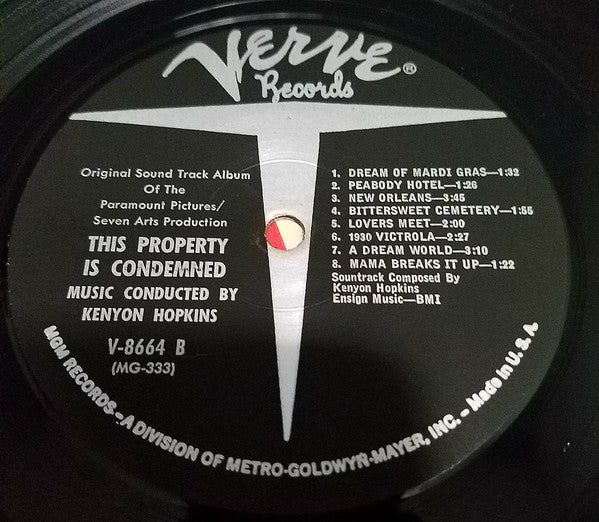 Verve®
Records
Original Sound Track Album
Of The
Paramount Pictures/
Seven Arts Production
THIS PROPERTY
IS CONDEMNED
MUSIC CONDUCTED BY
KENYON HOPKINS
V-8664 B
(MG-333)
1. DREAM OF MARDI GRAS—1:32
2. PEABODY HOTEL—1:26
3. NEW ORLEANS—3:45
4. BITTERSWEET CEMETERY—1:55
5. LOVERS MEET—2:00
6. 1930 VICTROLA—2:27
7. A DREAM WORLD—3:10
8. MAMA BREAKS IT UP—1:22
Sountrack Composed By
Kenyon Hopkins
Ensign Music—BMI
MGM RECORDS - A DIVISION OF METRO-GOLDWYN-MAYER, INC. - Made in U.S.A.